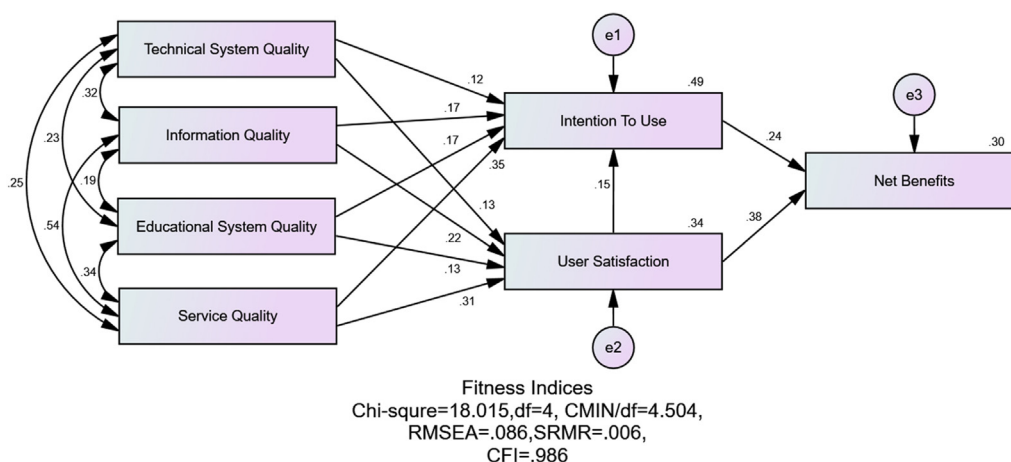 Technical System Quality
Information Quality
Educational System Quality
Service Quality
.32
.23
.25
.19
.54
.34
.12
.17
.17
.35
.13
.22
.13
.31
e1
.49
Intention To Use
.15
.34
User Satisfaction
e2
.24
.38
e3
.30
Net Benefits
Fitness Indices
Chi-squre=18.015,df=4, CMIN/df=4.504,
RMSEA=.086,SRMR=.006,
CFI=.986